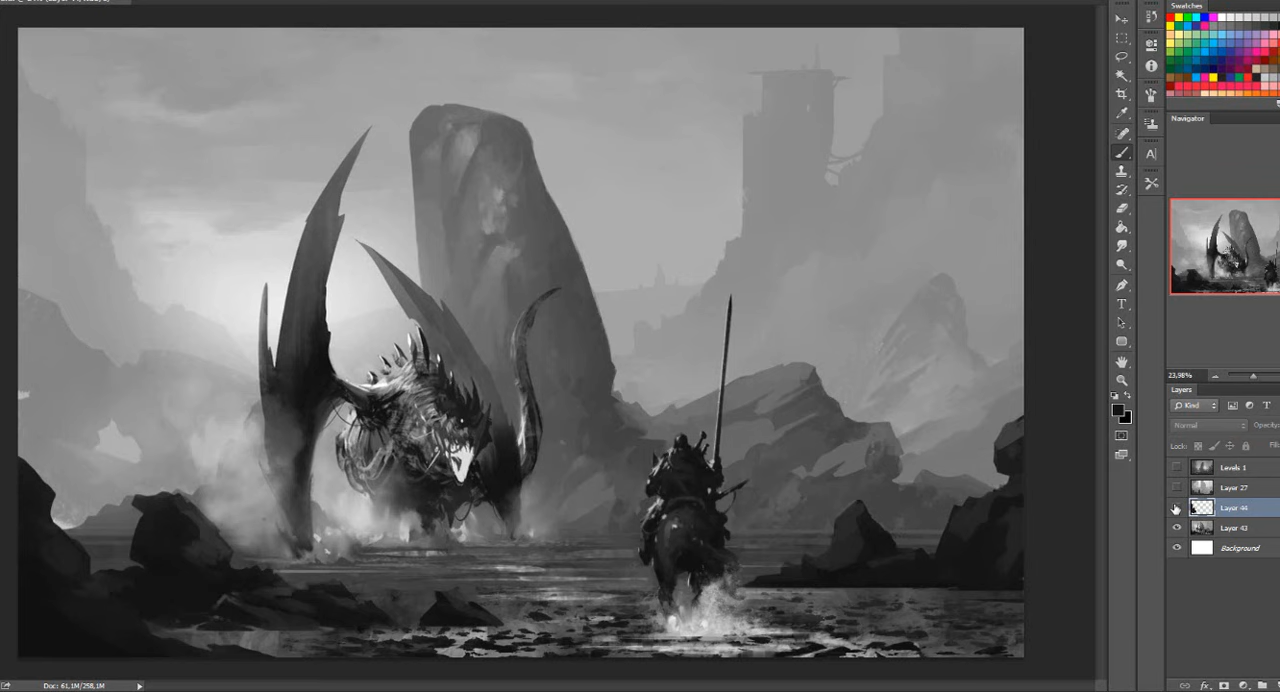 Swatches
Navigator
23,98%
Layers
Kind
Normal
Opacity:
Lock:
Levels 1
Layer 27
Layer 44
Layer 43
Background
Doc: 61,1M/258,1M